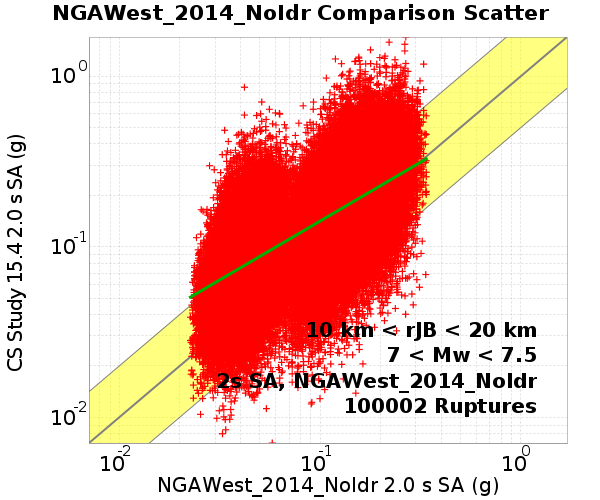 NGAWest_2014_NoIdr Comparison Scatter
CS Study 15.4 2.0 s SA (g)
10⁰
10⁻¹
10⁻²
10 km < rJB < 20 km
7 < Mw < 7.5
2s SA, NGAWest_2014_NoIdr
100002 Ruptures
10⁻² 10⁻¹ 10⁰
NGAWest_2014_NoIdr 2.0 s SA (g)